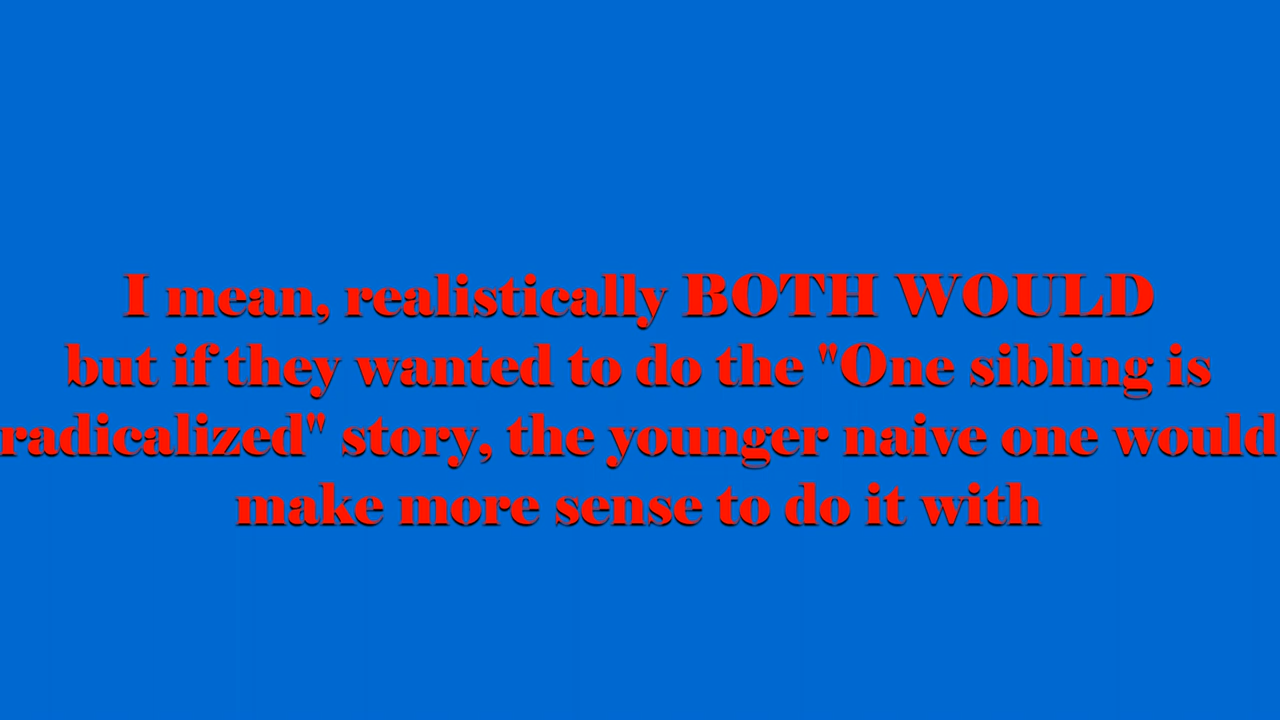 I mean, realistically BOTH WOULD
but if they wanted to do the "One sibling is
radicalized" story, the younger naive one would
make more sense to do it with